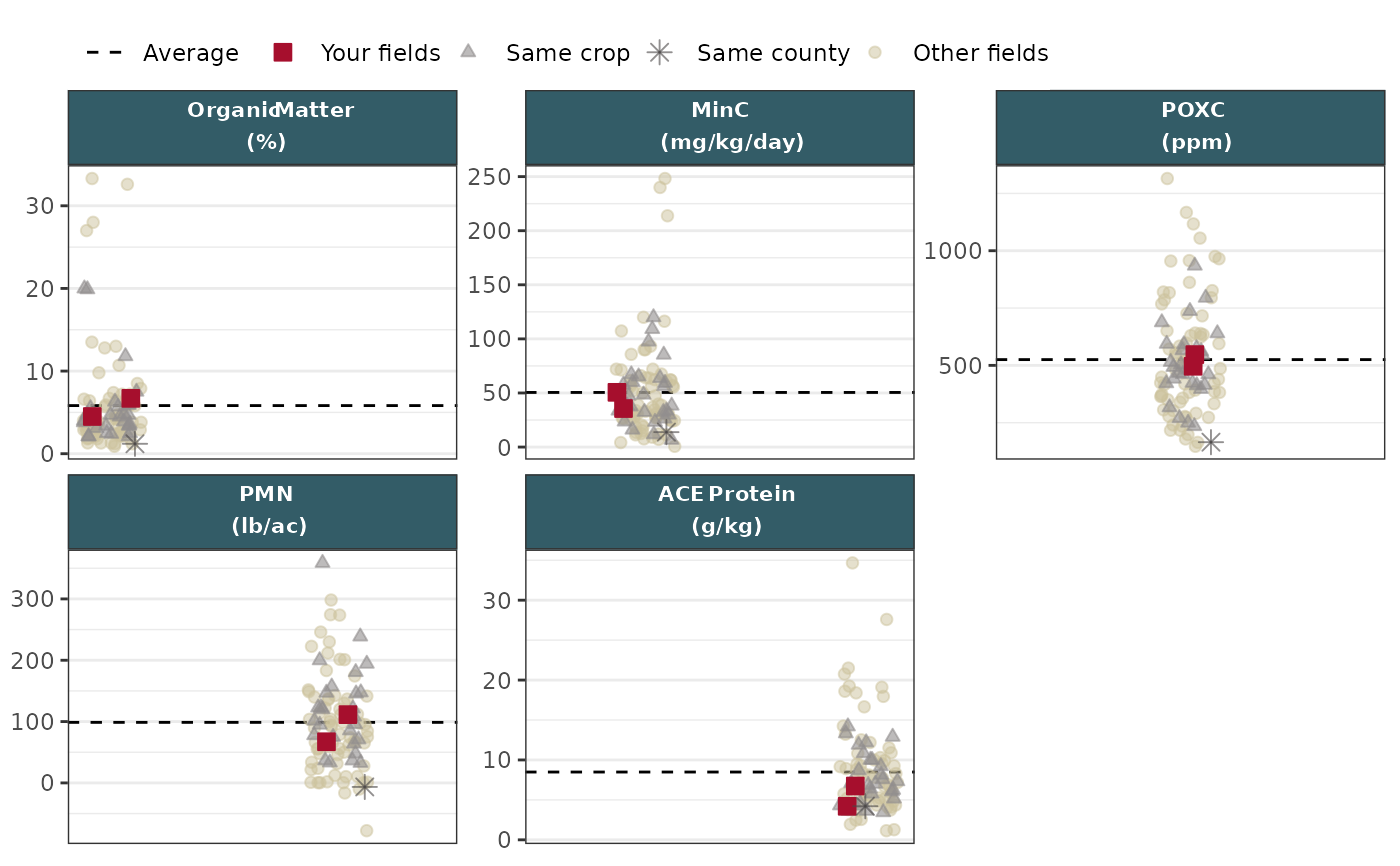 Average Your fields Same crop Same county Other fields
Organic Matter
(%)
MinC
(mg/kg/day)
POXC
(ppm)
30
20
10
0
250
200
150
100
50
0
1000
500
PMN
(lb/ac)
ACE Protein
(g/kg)
300
200
100
0
30
20
10
0